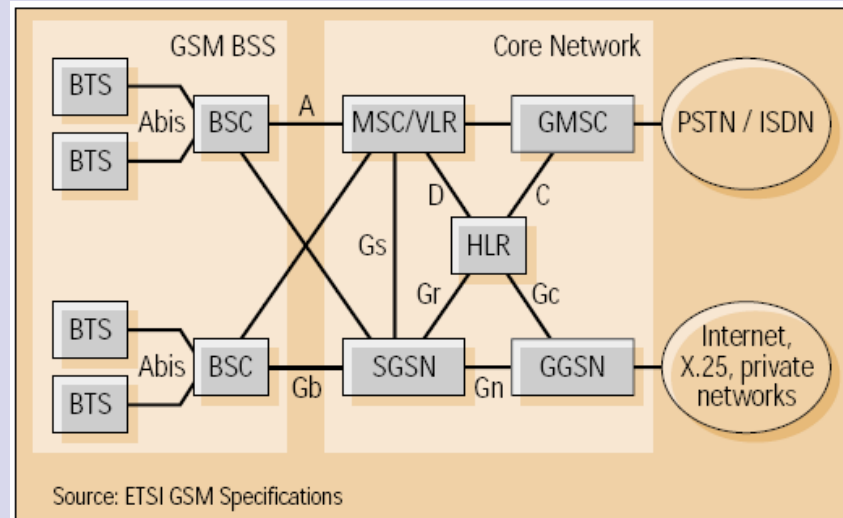 GSM BSS
Core Network
BTS
Abis
BTS
BSC
A
MSC/VLR
GMSC
PSTN / ISDN
D
C
Gs
HLR
Gr
Gc
BTS
Abis
BTS
BSC
Gb
SGSN
Gn
GGSN
Internet,
X.25, private
networks
Source: ETSI GSM Specifications